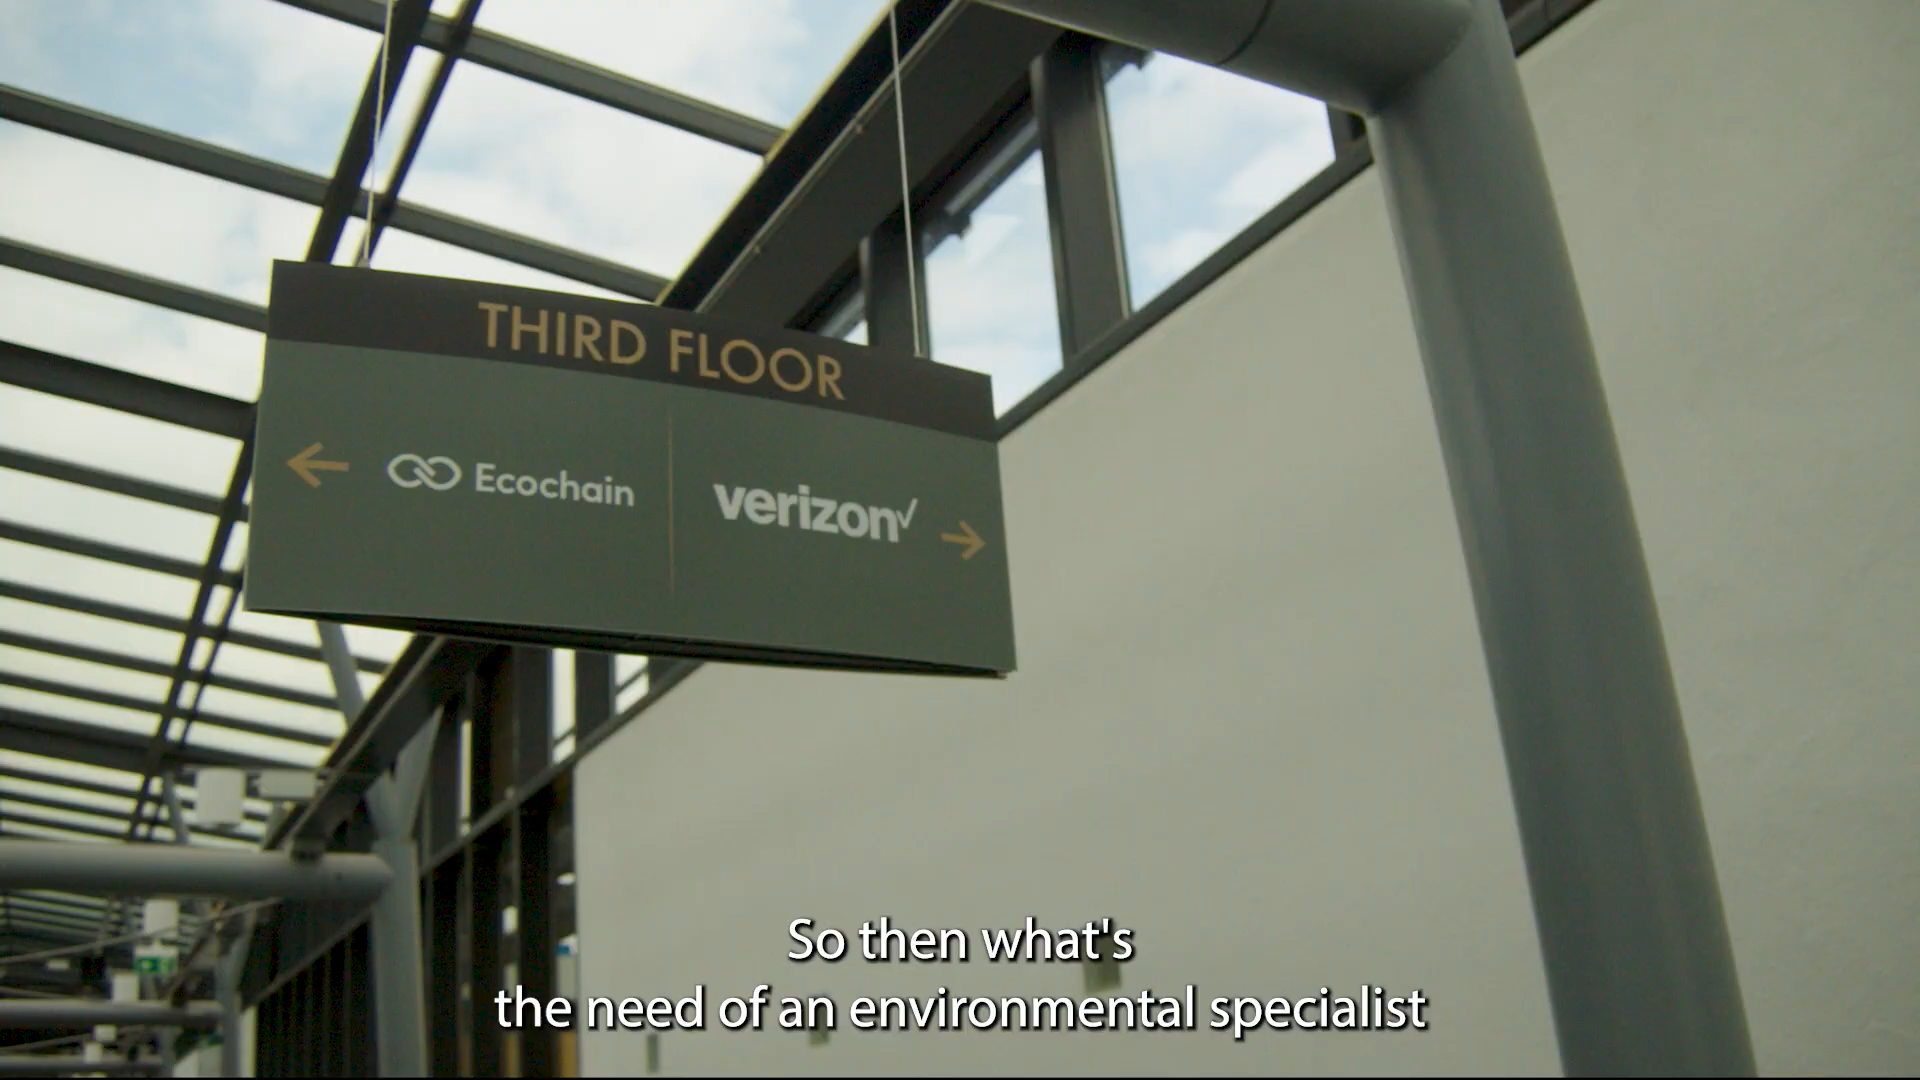 THIRD FLOOR
← Ecochain
verizon✓ →
So then what's
the need of an environmental specialist